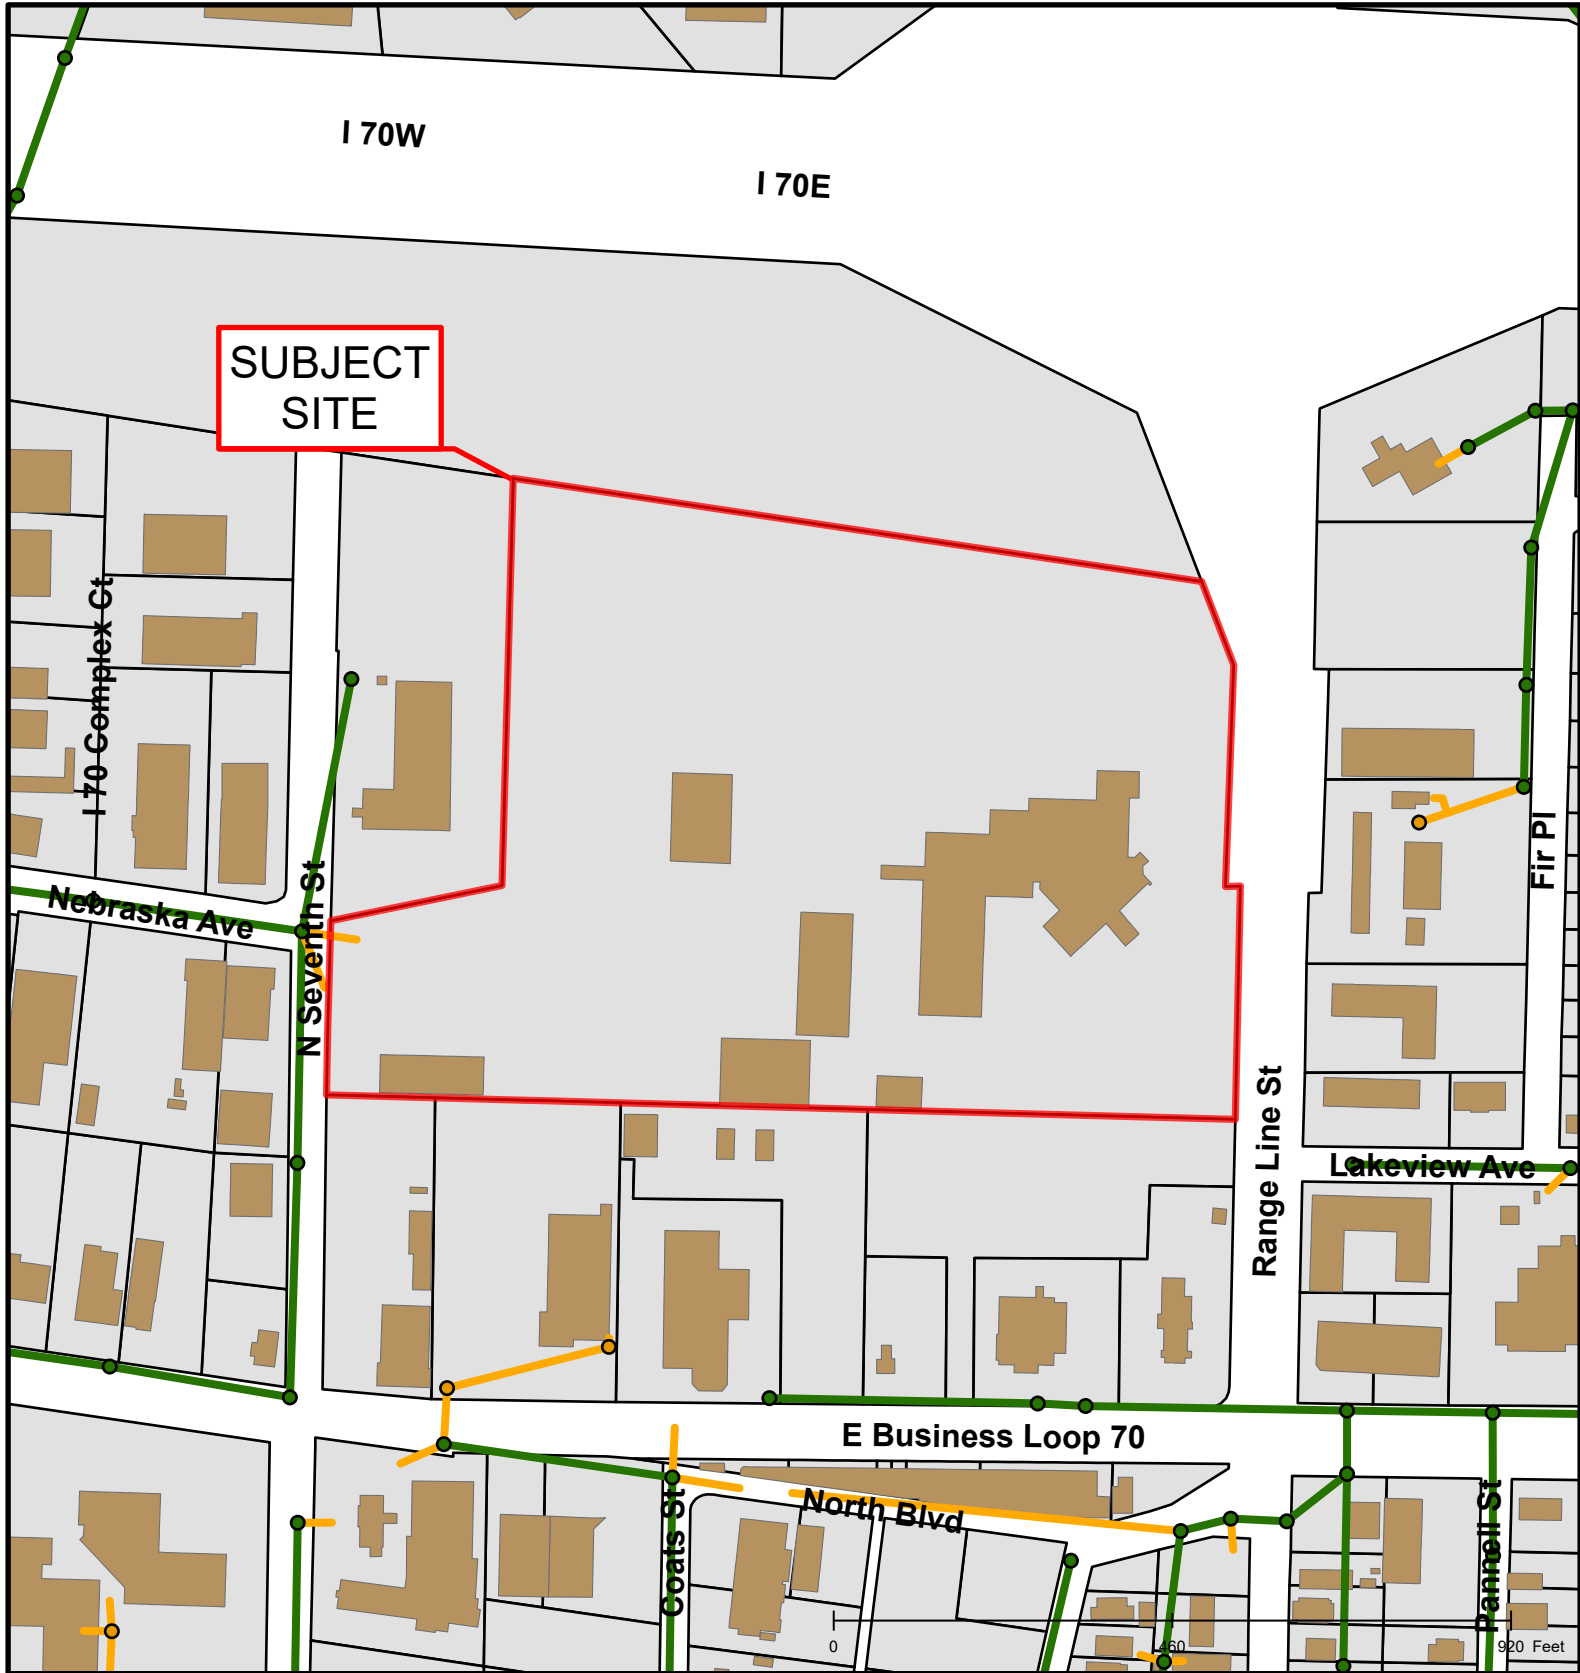 I 70W
I 70E
SUBJECT
SITE
I 70 Complex Ct
Fir Pl
Nebraska Ave
N Seventh St
Range Line St
Lakeview Ave
E Business Loop 70
North Blvd
Coats St
Pannell St
0 460 920 Feet